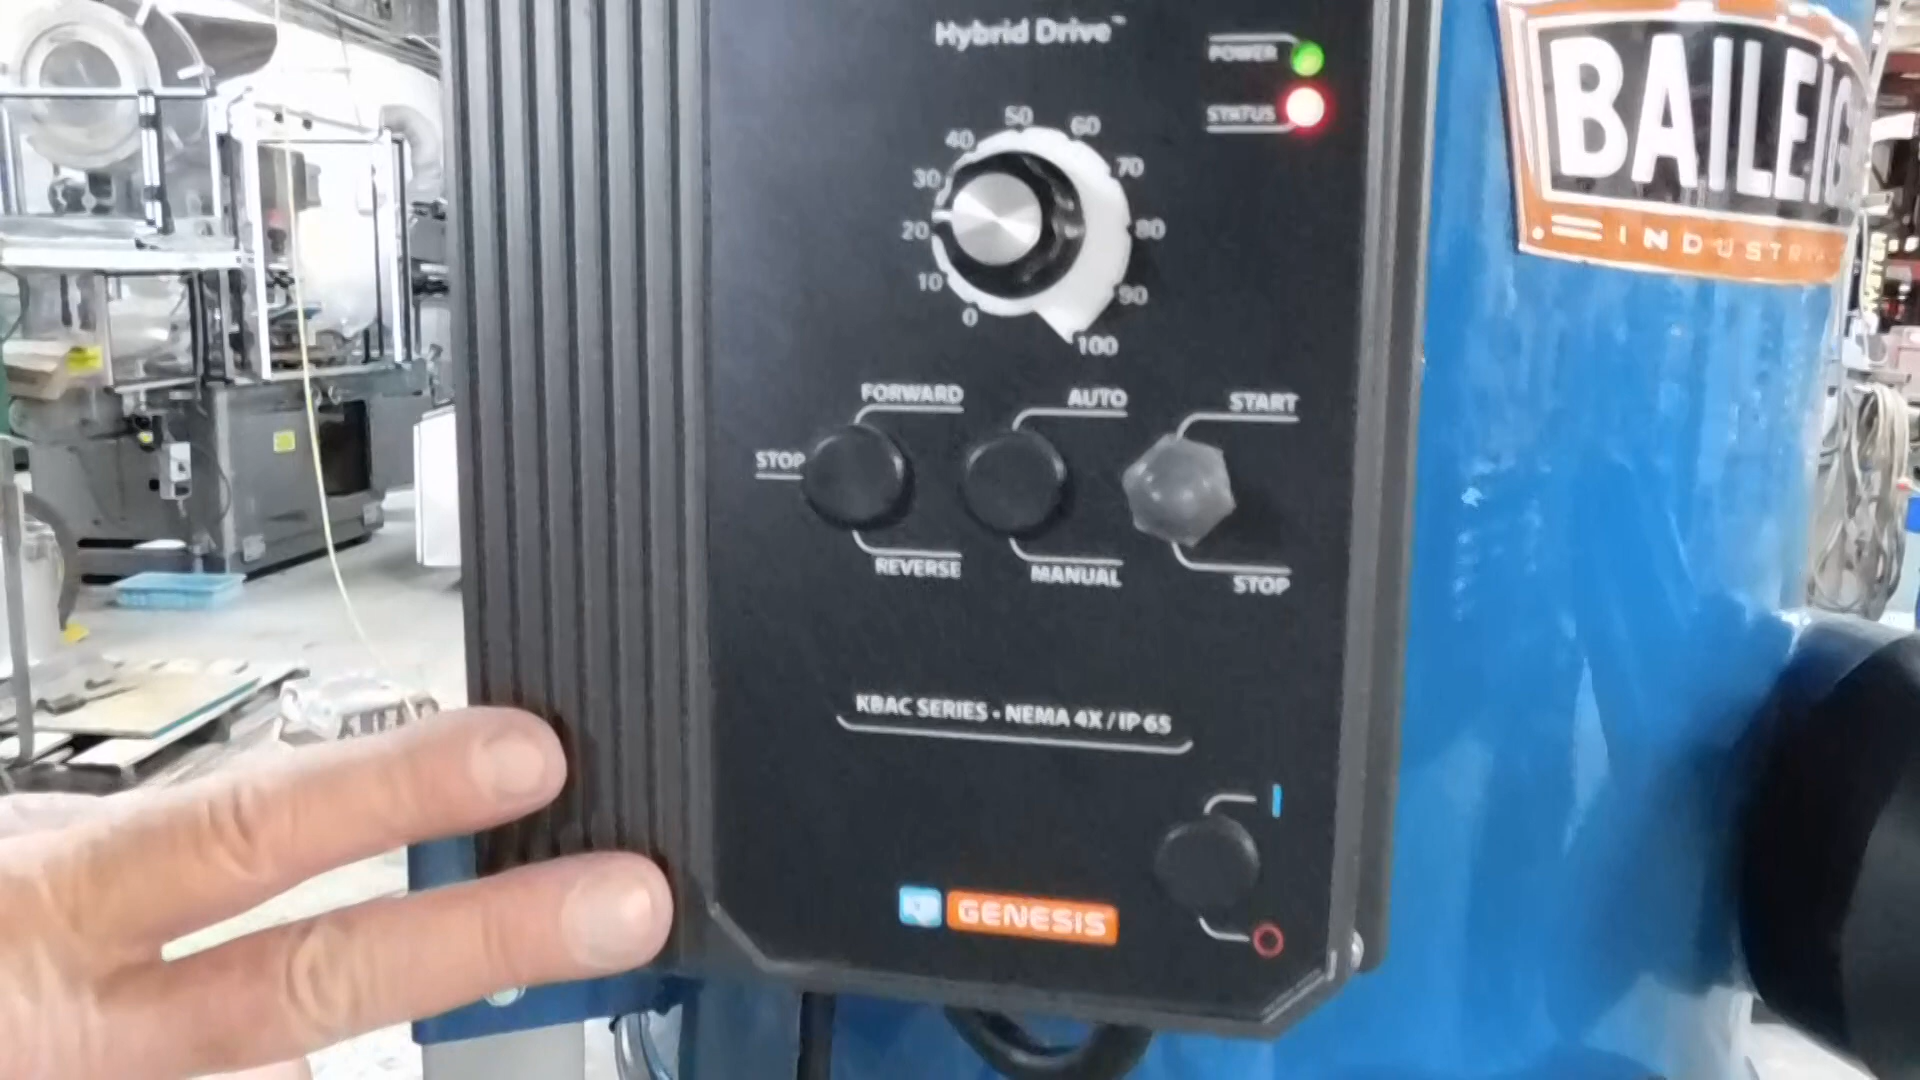 Hybrid Drive™
POWER
STATUS
0
10
20
30
40
50
60
70
80
90
100
FORWARD
STOP
REVERSE
AUTO
MANUAL
START
STOP
KBAC SERIES - NEMA 4X / IP 65
I
O
GENESIS
BAILEIG
INDUSTRI